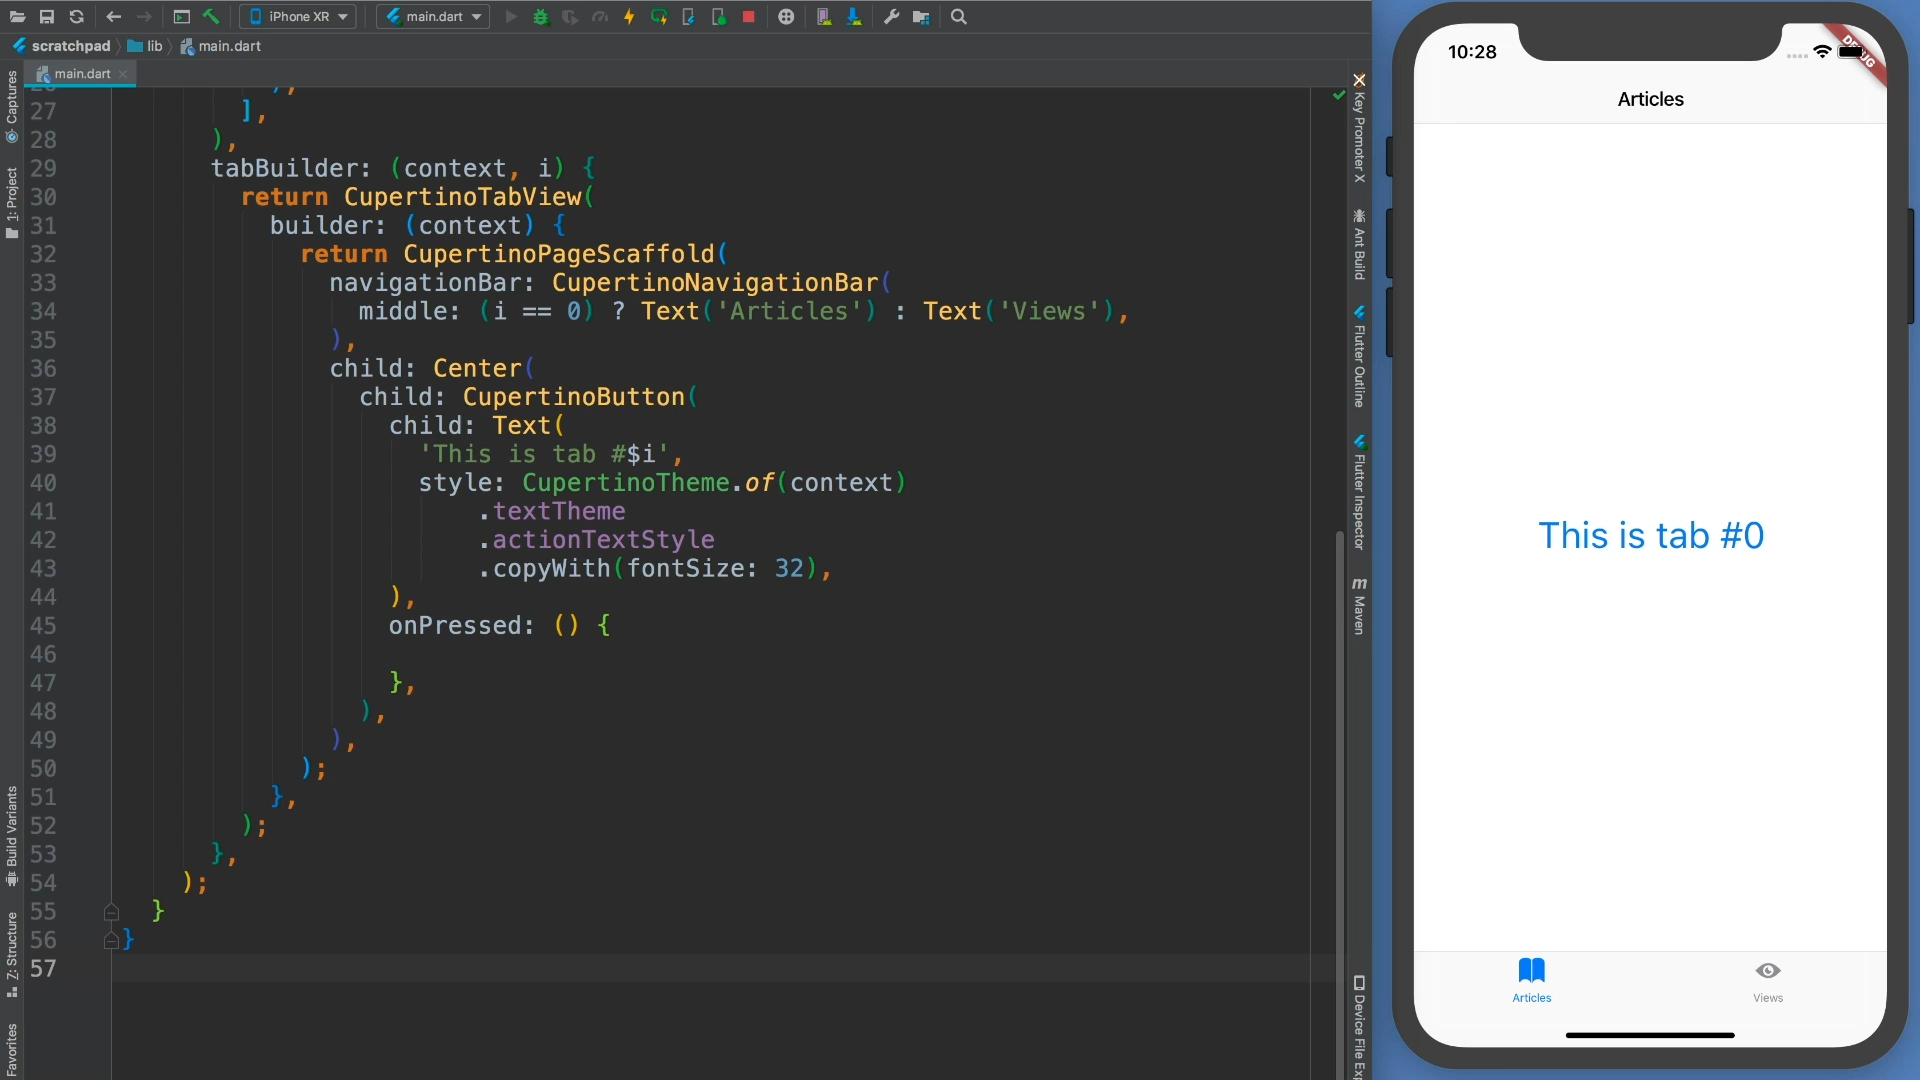 iPhone XR
main.dart
scratchpad
lib
main.dart
main.dart
27 ],
28 ),
29 tabBuilder: (context, i) {
30 return CupertinoTabView(
31 builder: (context) {
32 return CupertinoPageScaffold(
33 navigationBar: CupertinoNavigationBar(
34 middle: (i == 0) ? Text('Articles') : Text('Views'),
35 ),
36 child: Center(
37 child: CupertinoButton(
38 child: Text(
39 'This is tab #$i',
40 style: CupertinoTheme.of(context)
41 .textTheme
42 .actionTextStyle
43 .copyWith(fontSize: 32),
44 ),
45 onPressed: () {
46
47 },
48 ),
49 ),
50 );
51 },
52 );
53 },
54 );
55 }
56 }
57
Captures
1: Project
Build Variants
Z: Structure
Favorites
Key Promoter X
Ant Build
Flutter Outline
Flutter Inspector
m Maven
Device File Exp
10:28
DEBUG
Articles
This is tab #0
Articles
Views